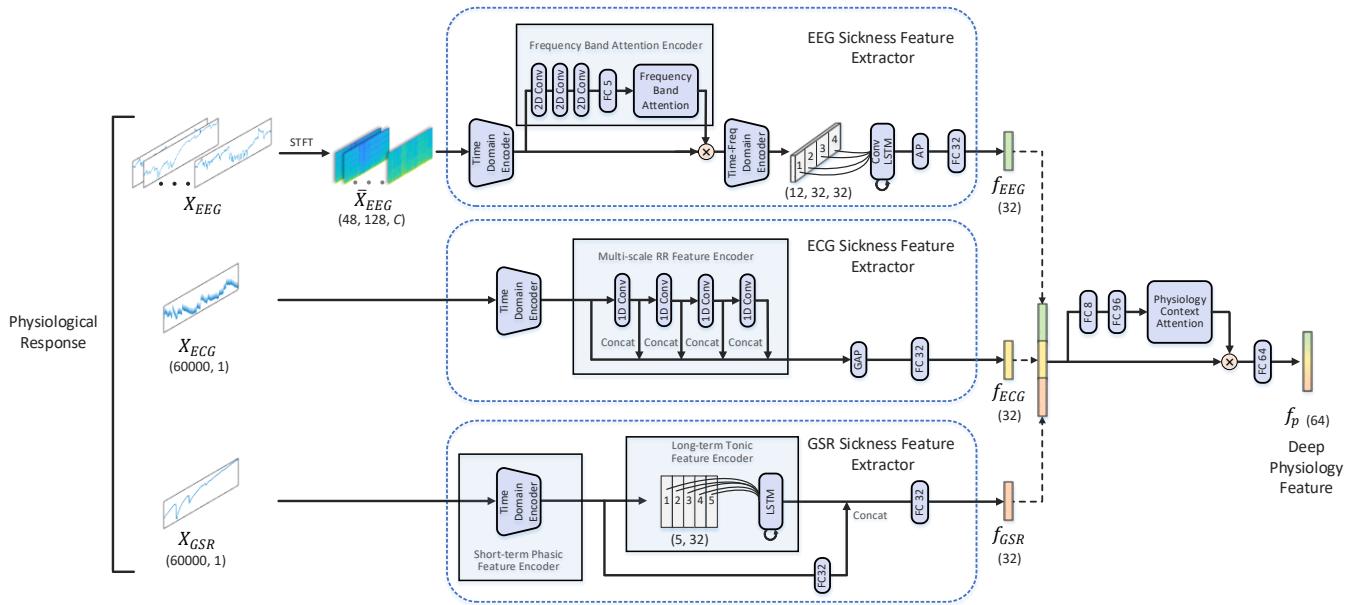 Physiological
Response
X_EEG
STFT
X̄_EEG
(48, 128, C)
EEG Sickness Feature
Extractor
Frequency Band Attention Encoder
2D Conv
2D Conv
2D Conv
FC 5
Frequency
Band
Attention
Time
Domain
Encoder
Time-Freq
Domain
Encoder
1
2
3
4
(12, 32, 32)
Conv
LSTM
AP
FC 32
f_EEG
(32)
X_ECG
(60000, 1)
ECG Sickness Feature
Extractor
Time
Domain
Encoder
Multi-scale RR Feature Encoder
1D Conv
1D Conv
1D Conv
1D Conv
Concat
Concat
Concat
Concat
GAP
FC 32
f_ECG
(32)
X_GSR
(60000, 1)
GSR Sickness Feature
Extractor
Time
Domain
Encoder
Short-term Phasic
Feature Encoder
Long-term Tonic
Feature Encoder
1 2 3 4 5
(5, 32)
LSTM
FC32
Concat
FC 32
f_GSR
(32)
FC 8
FC 96
Physiology
Context
Attention
FC 64
f_p (64)
Deep
Physiology
Feature